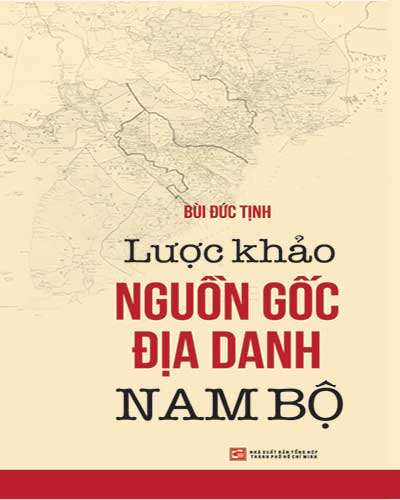 BÙI ĐỨC TỊNH
Lược khảo
NGUỒN GỐC
ĐỊA DANH
NAM BỘ
NHÀ XUẤT BẢN TỔNG HỢP
THÀNH PHỐ HỒ CHÍ MINH